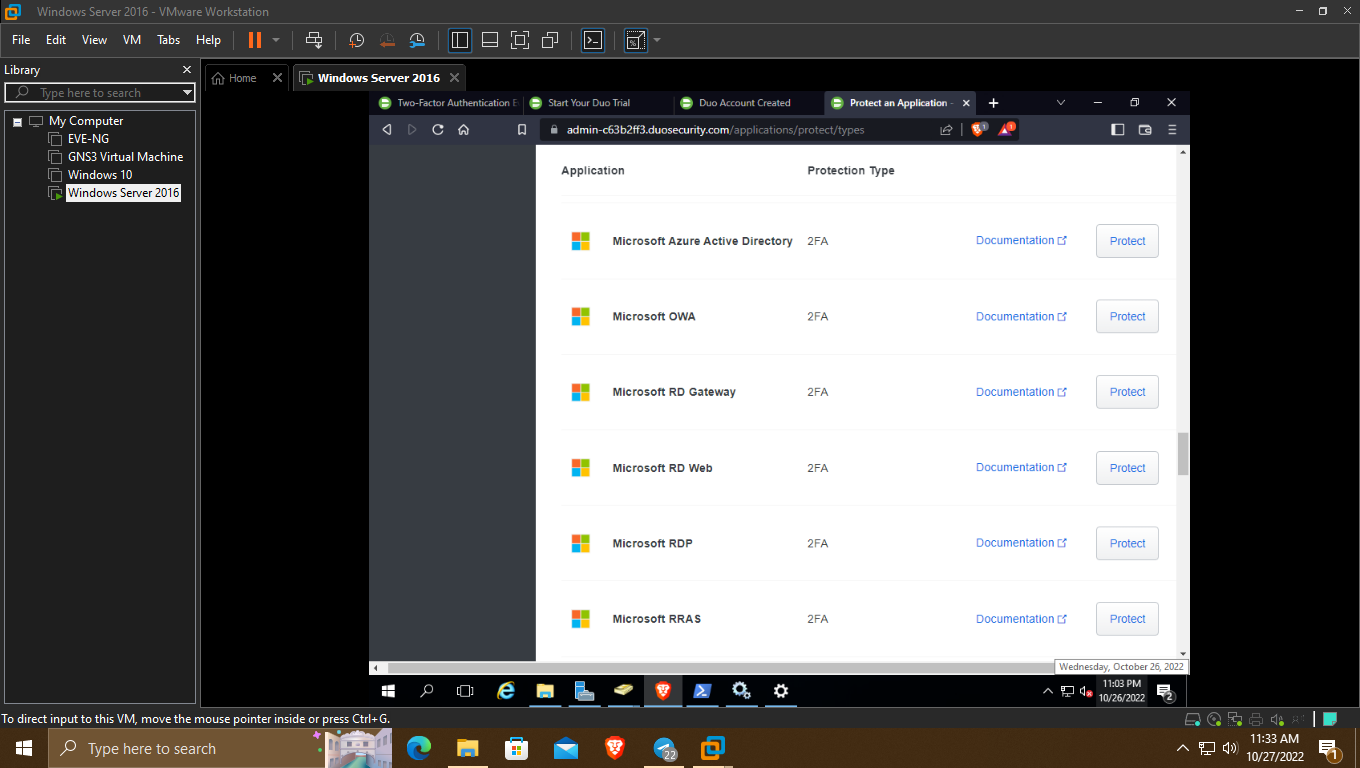 Windows Server 2016 - VMware Workstation
File Edit View VM Tabs Help
Library
Type here to search
My Computer
EVE-NG
GNS3 Virtual Machine
Windows 10
Windows Server 2016
Home
Windows Server 2016
Two-Factor Authentication E
Start Your Duo Trial
Duo Account Created
Protect an Application -
admin-c63b2ff3.duosecurity.com/applications/protect/types
1
1
Application Protection Type
Microsoft Azure Active Directory 2FA Documentation Protect
Microsoft OWA 2FA Documentation Protect
Microsoft RD Gateway 2FA Documentation Protect
Microsoft RD Web 2FA Documentation Protect
Microsoft RDP 2FA Documentation Protect
Microsoft RRAS 2FA Documentation Protect
Wednesday, October 26, 2022
11:03 PM
10/26/2022
2
To direct input to this VM, move the mouse pointer inside or press Ctrl+G.
Type here to search
22
11:33 AM
10/27/2022
1